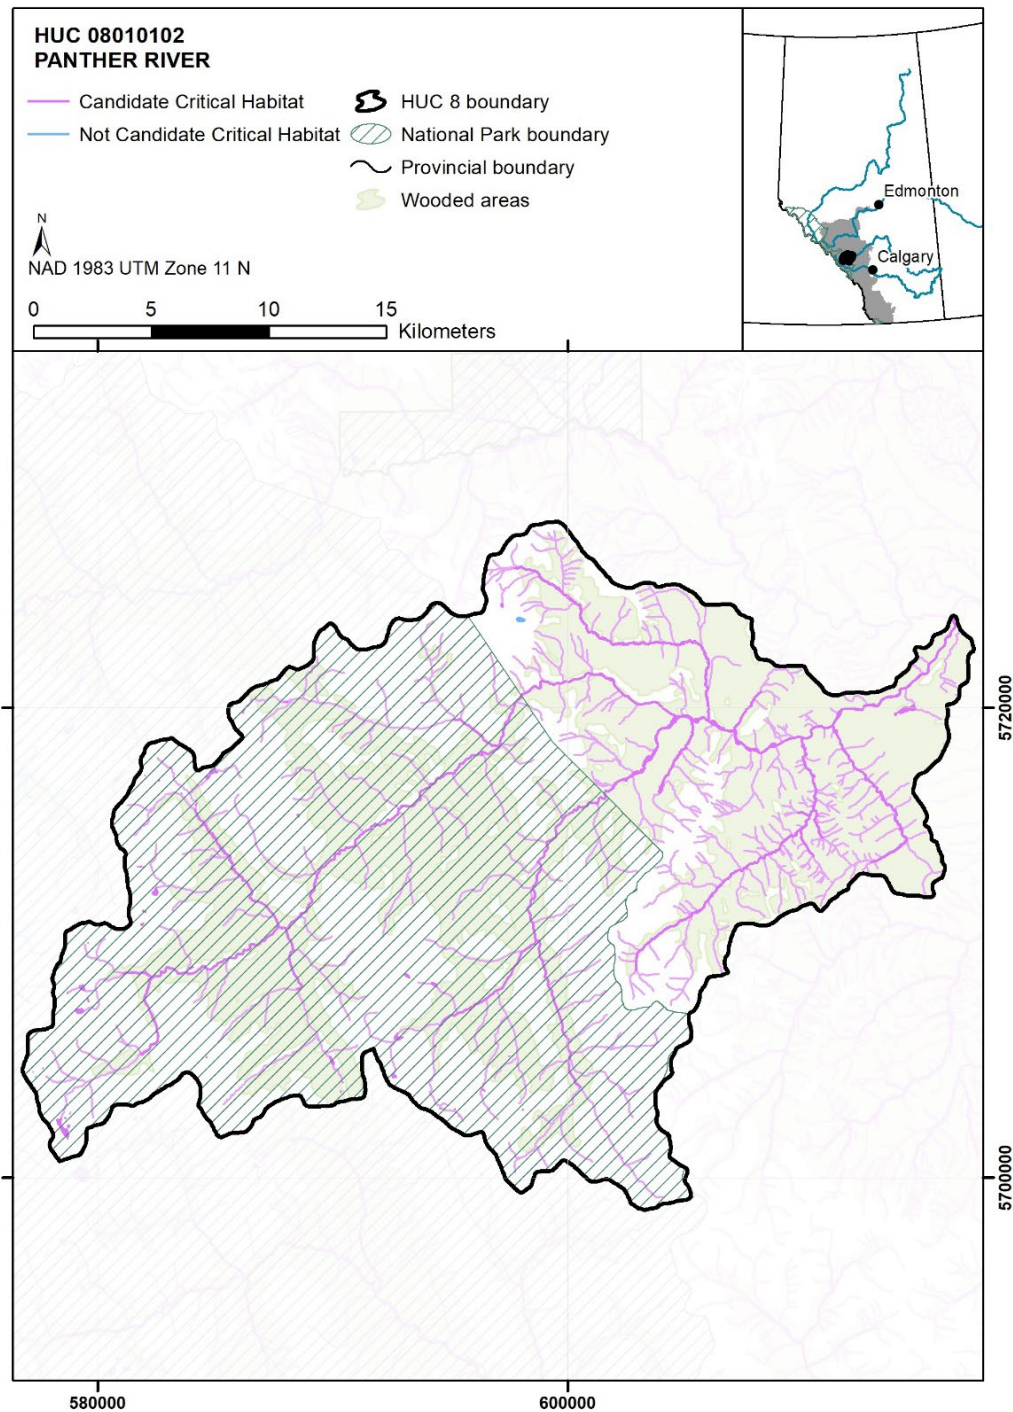 HUC 08010102
PANTHER RIVER
Candidate Critical Habitat
Not Candidate Critical Habitat
HUC 8 boundary
National Park boundary
Provincial boundary
Wooded areas
N
NAD 1983 UTM Zone 11 N
0 5 10 15
Kilometers
Edmonton
Calgary
5720000
5700000
580000 600000